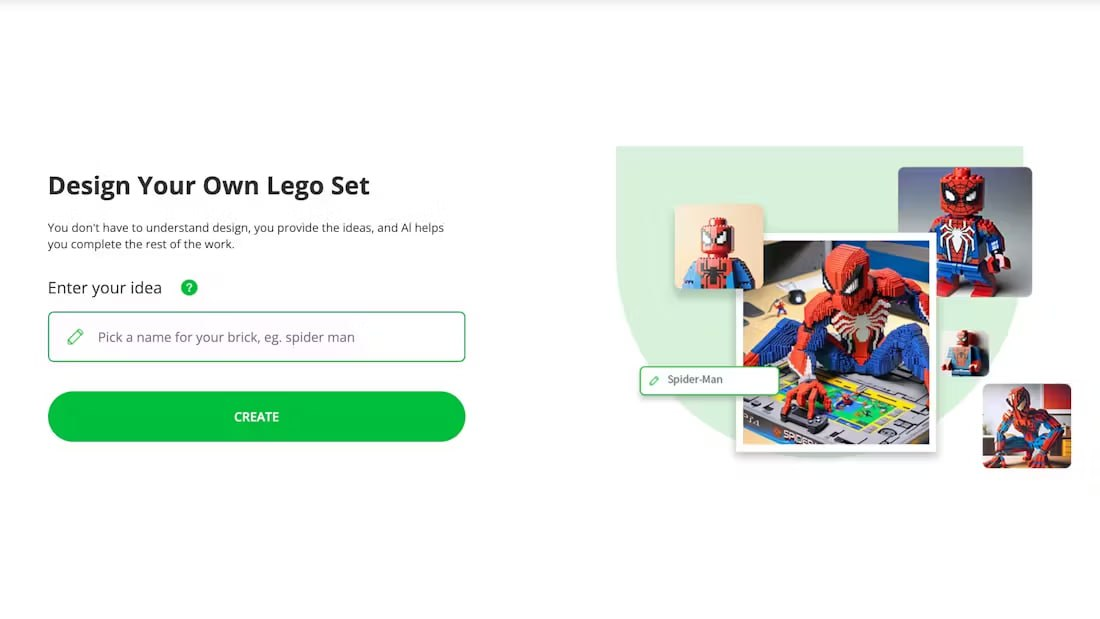 Design Your Own Lego Set
You don't have to understand design, you provide the ideas, and AI helps
you complete the rest of the work.
Enter your idea ?
Pick a name for your brick, eg. spider man
CREATE
Spider-Man